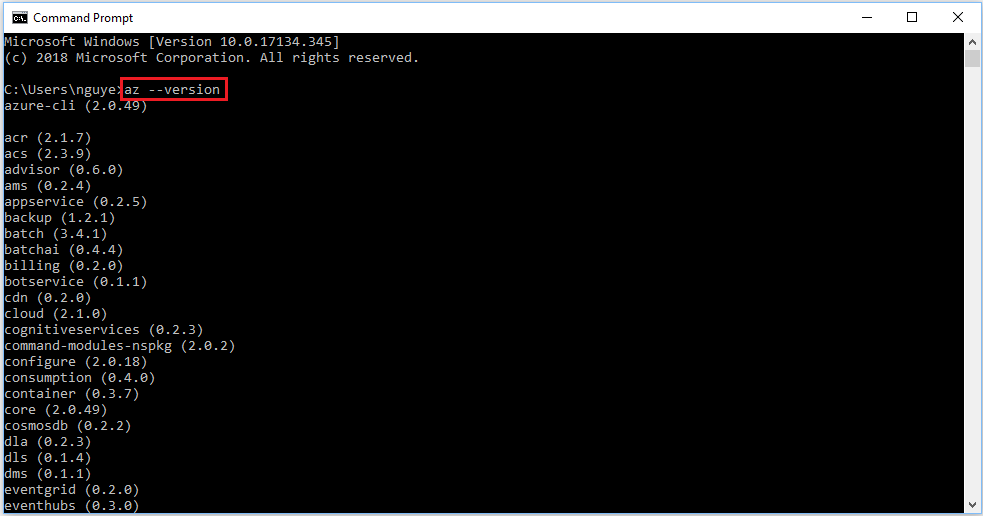 Command Prompt
Microsoft Windows [Version 10.0.17134.345]
(c) 2018 Microsoft Corporation. All rights reserved.
C:\Users\nguye>az --version
azure-cli (2.0.49)
acr (2.1.7)
acs (2.3.9)
advisor (0.6.0)
ams (0.2.4)
appservice (0.2.5)
backup (1.2.1)
batch (3.4.1)
batchai (0.4.4)
billing (0.2.0)
botservice (0.1.1)
cdn (0.2.0)
cloud (2.1.0)
cognitiveservices (0.2.3)
command-modules-nspkg (2.0.2)
configure (2.0.18)
consumption (0.4.0)
container (0.3.7)
core (2.0.49)
cosmosdb (0.2.2)
dla (0.2.3)
dls (0.1.4)
dms (0.1.1)
eventgrid (0.2.0)
eventhubs (0.3.0)